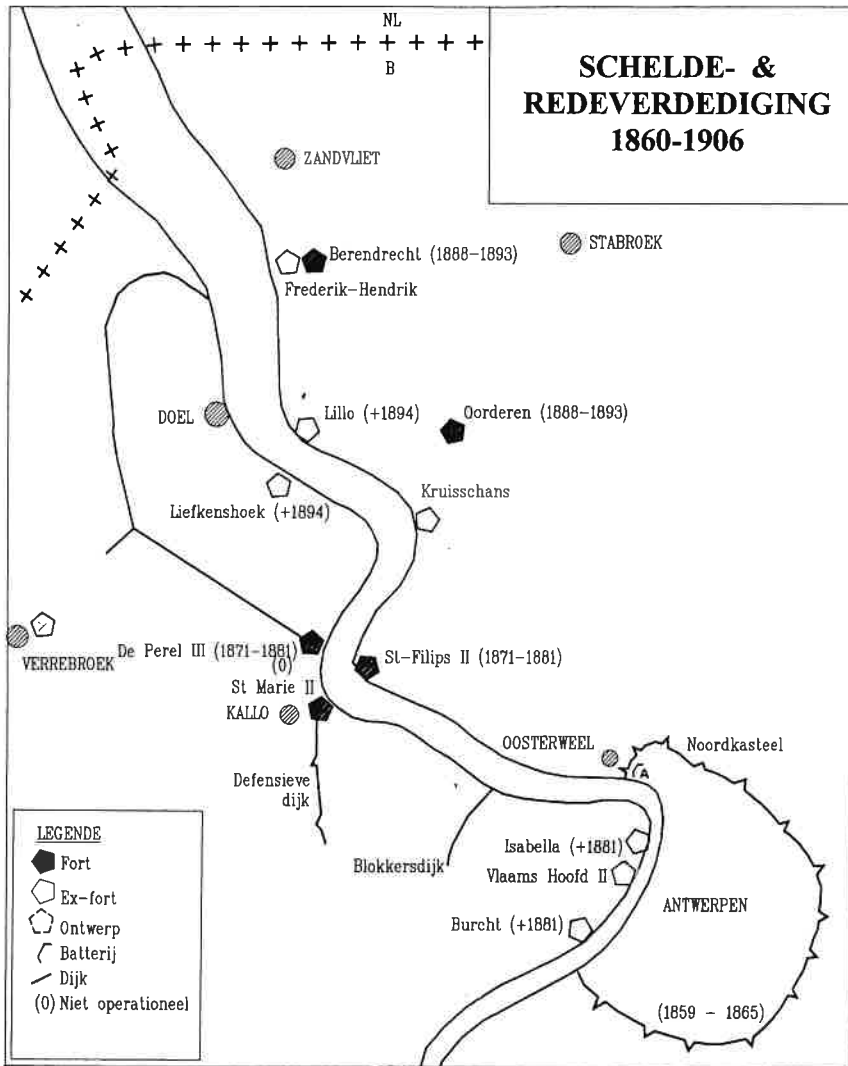 NL
B
SCHELDE- &
REDEVERDEDIGING
1860-1906
ZANDVLIET
STABROEK
Berendrecht (1888-1893)
Frederik-Hendrik
DOEL
Lillo (+1894)
Oorderen (1888-1893)
Liefkenshoek (+1894)
Kruisschans
VERREBROEK
De Perel III (1871-1881)
(0)
St-Filips II (1871-1881)
St Marie II
KALLO
OOSTERWEEL
Noordkasteel
A
Defensieve
dijk
Blokkersdijk
Isabella (+1881)
Vlaams Hoofd II
ANTWERPEN
Burcht (+1881)
(1859 - 1865)
LEGENDE
Fort
Ex-fort
Ontwerp
Batterij
Dijk
(0) Niet operationeel